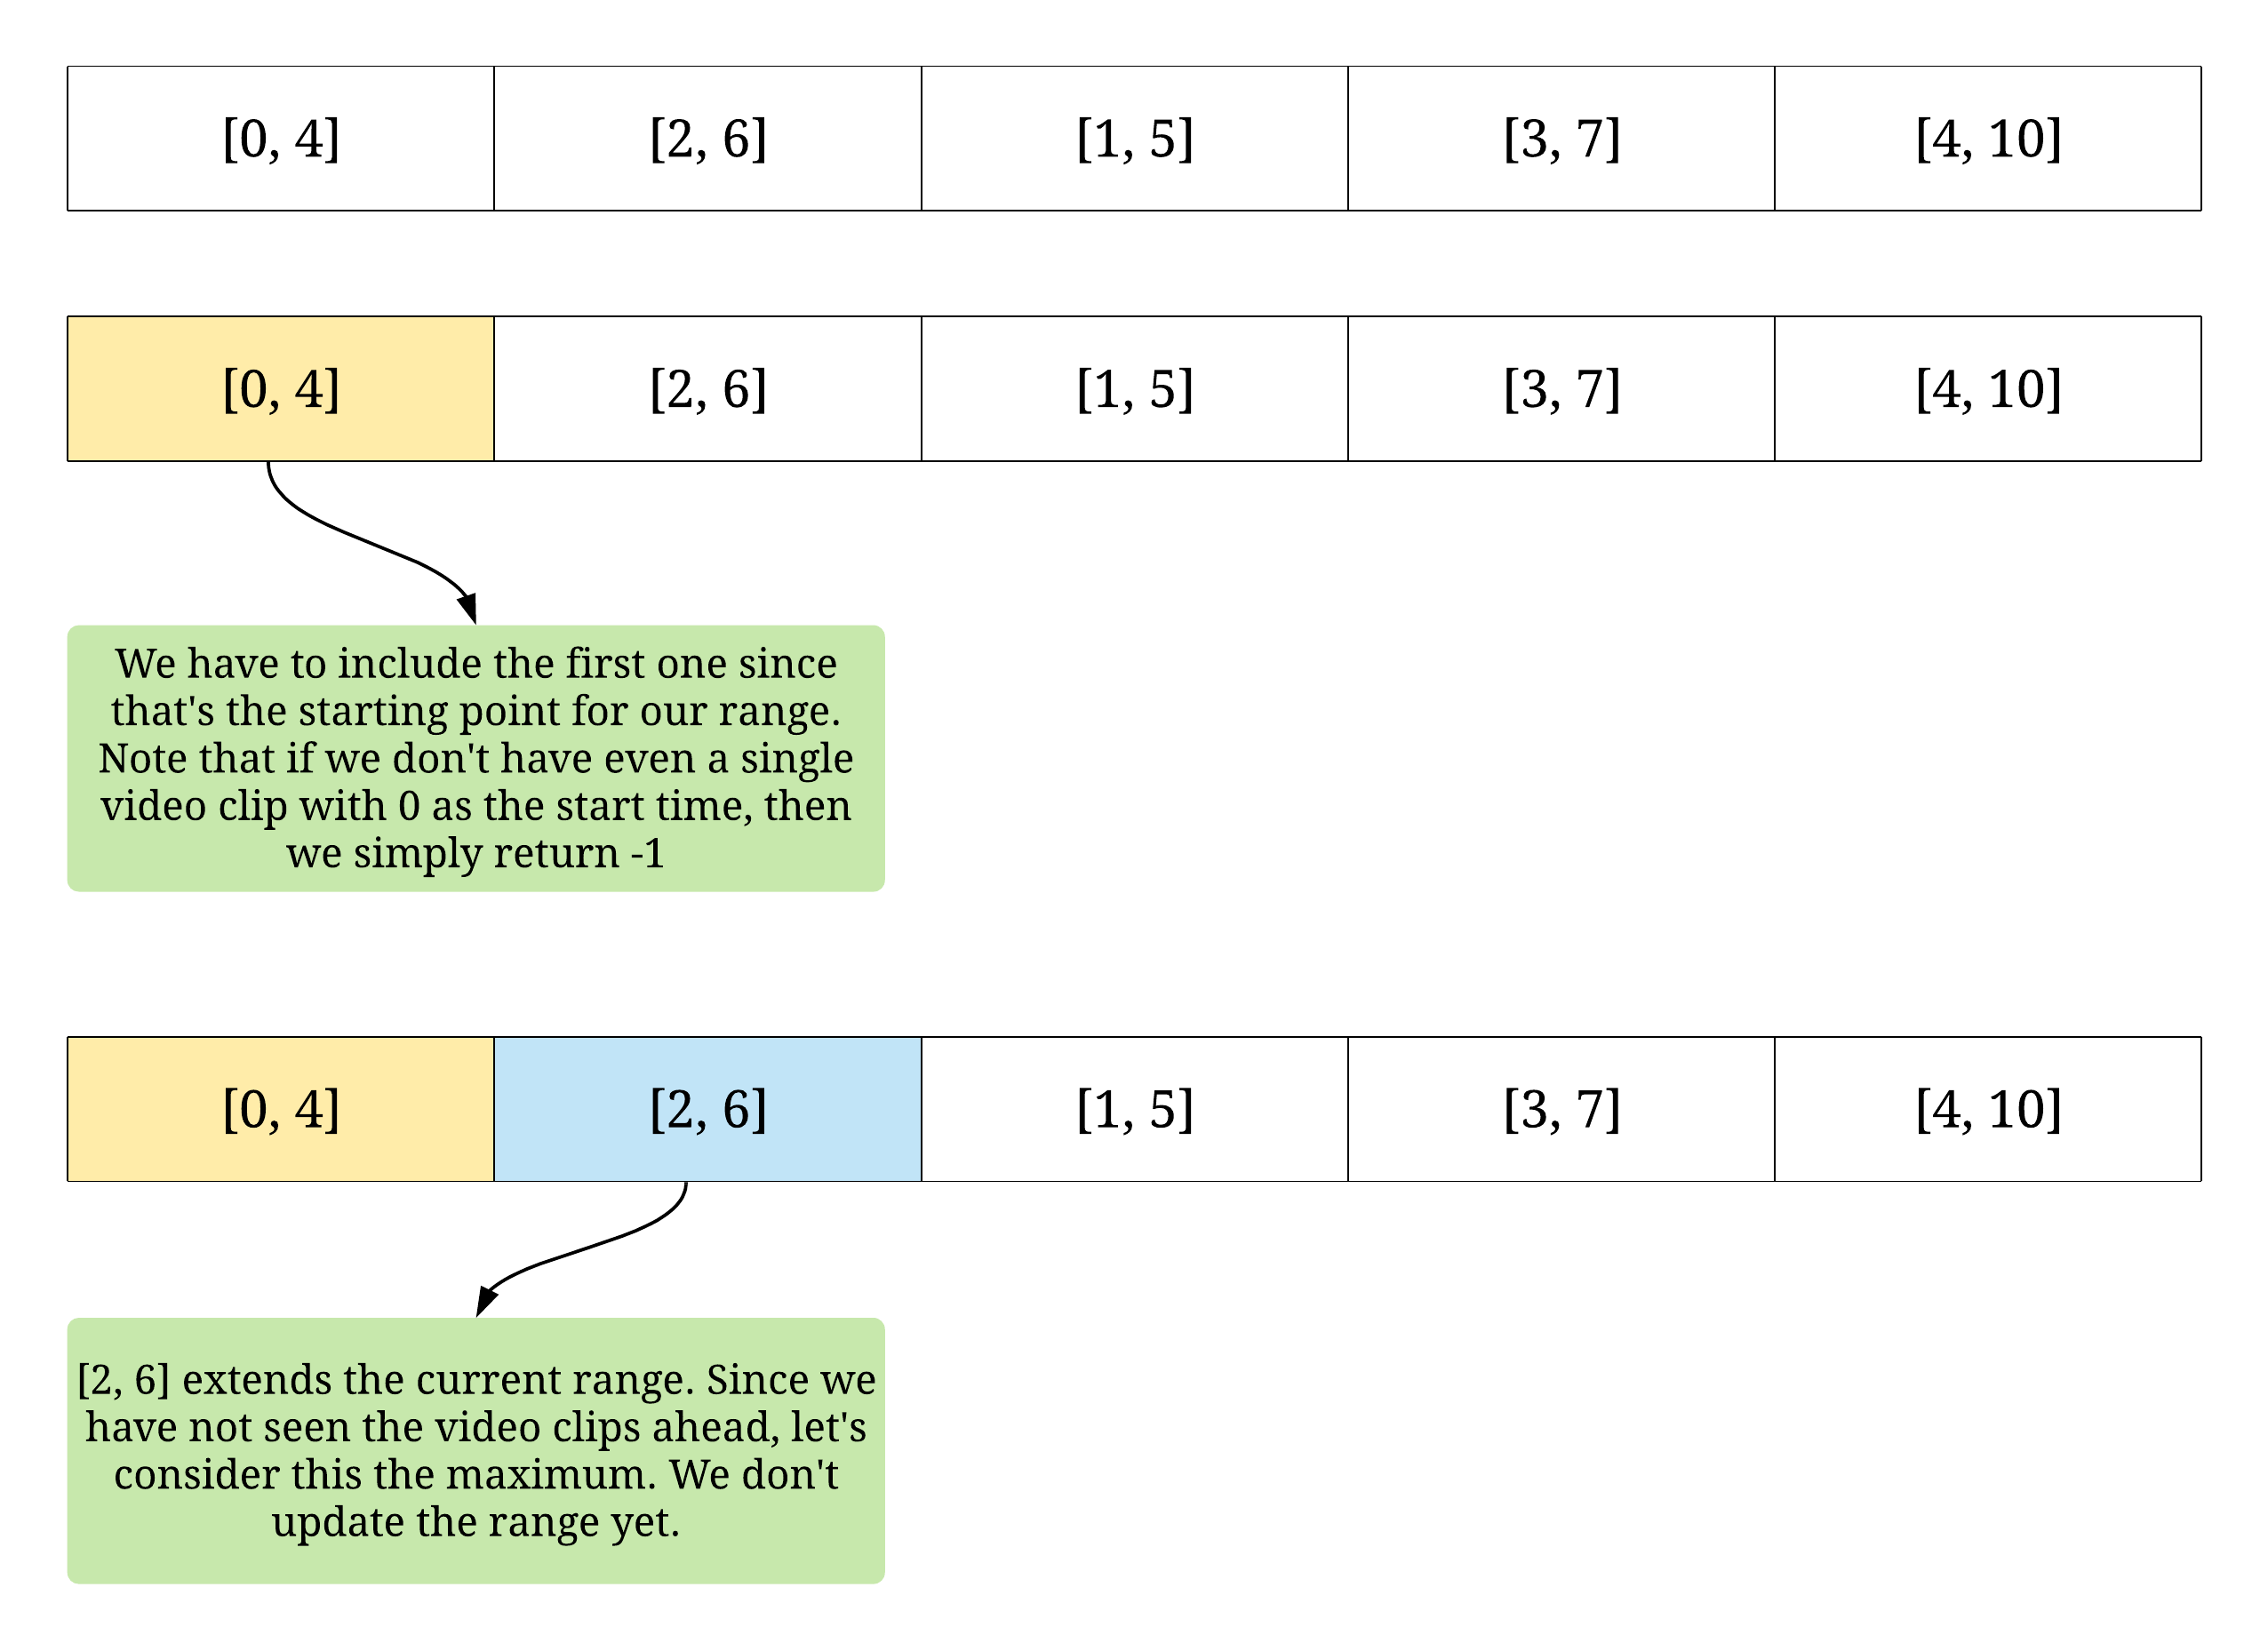 [0, 4] [2, 6] [1, 5] [3, 7] [4, 10]
[0, 4] [2, 6] [1, 5] [3, 7] [4, 10]
We have to include the first one since
that's the starting point for our range.
Note that if we don't have even a single
video clip with 0 as the start time, then
we simply return -1
[0, 4] [2, 6] [1, 5] [3, 7] [4, 10]
[2, 6] extends the current range. Since we
have not seen the video clips ahead, let's
consider this the maximum. We don't
update the range yet.